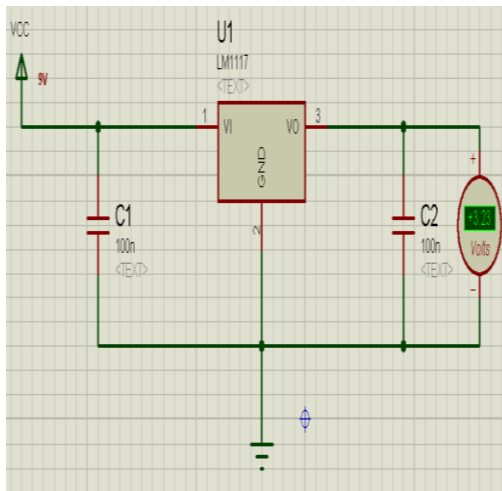 VCC
9V
U1
LM1117
<TEXT>
1
VI
VO
3
GND
2
C1
100n
<TEXT>
C2
100n
<TEXT>
+
+3.23
Volts
−